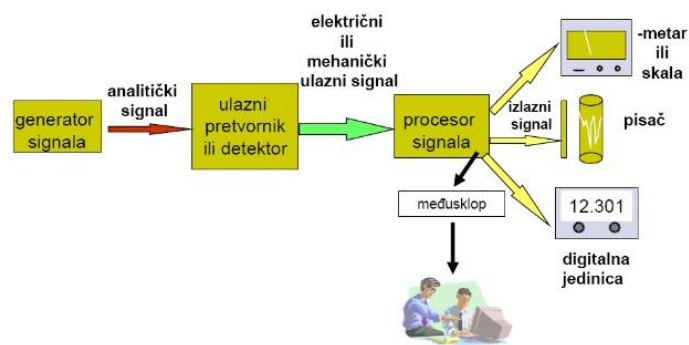 generator
signala
analitički
signal
ulazni
pretvornik
ili detektor
električni
ili
mehanički
ulazni signal
procesor
signala
izlazni
signal
-metar
ili
skala
pisač
12.301
digitalna
jedinica
međusklop